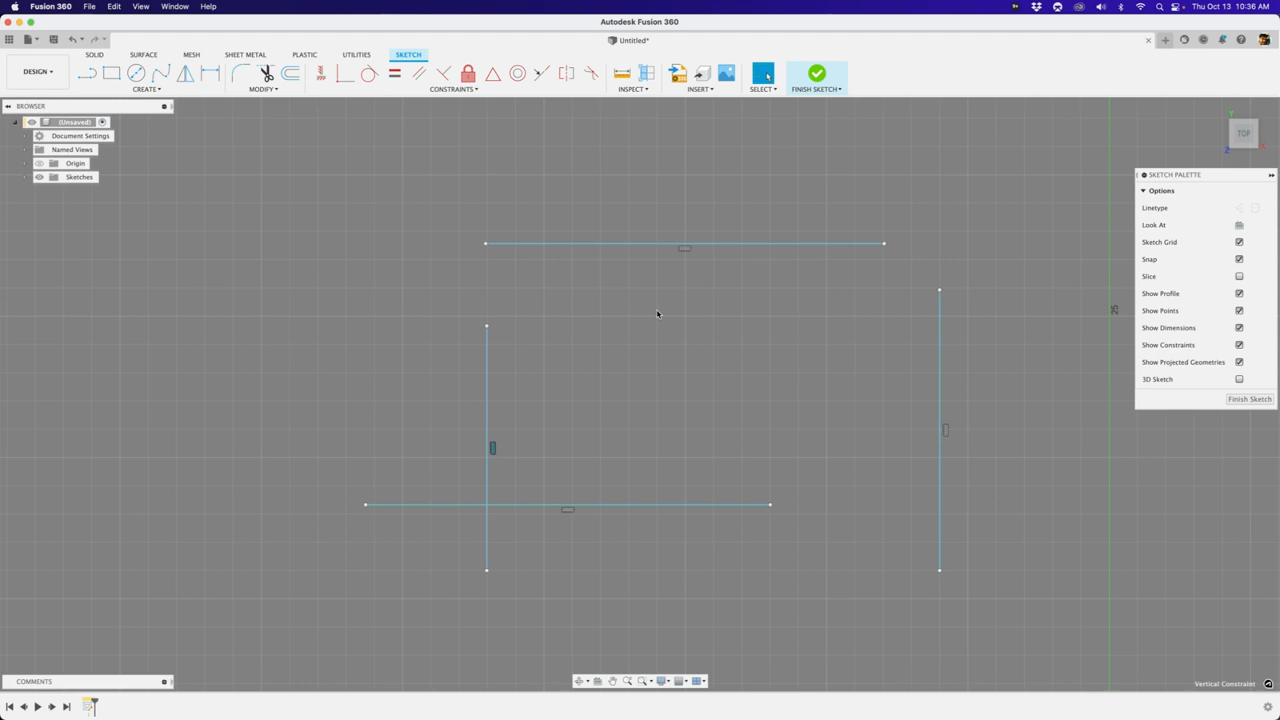 Fusion 360 File Edit View Window Help Thu Oct 13 10:36 AM
Autodesk Fusion 360
Untitled*
SOLID SURFACE MESH SHEET METAL PLASTIC UTILITIES SKETCH
DESIGN
CREATE MODIFY CONSTRAINTS INSPECT INSERT SELECT FINISH SKETCH
BROWSER
(Unsaved)
Document Settings
Named Views
Origin
Sketches
TOP
Y
X
Z
25
SKETCH PALETTE
Options
Linetype
Look At
Sketch Grid
Snap
Slice
Show Profile
Show Points
Show Dimensions
Show Constraints
Show Projected Geometries
3D Sketch
Finish Sketch
COMMENTS
Vertical Constraint